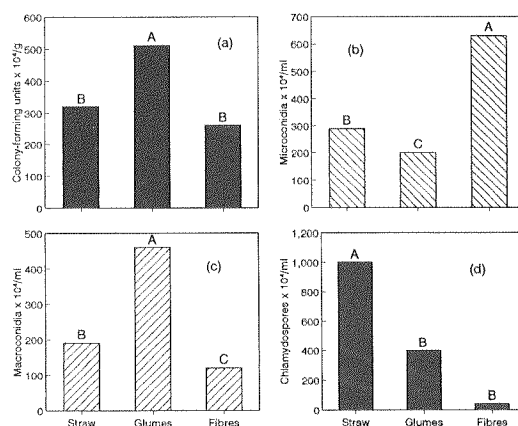 Colony-forming units x 10⁴/g
600
500
400
300
200
100
0
B
A
B
(a)
Microconidia x 10⁴/ml
700
600
500
400
300
200
100
0
(b)
B
C
A
Macroconidia x 10⁴/ml
500
400
300
200
100
0
B
A
C
(c)
Straw Glumes Fibres
Chlamydospores x 10⁴/ml
1,200
1,000
800
600
400
200
0
A
B
B
(d)
Straw Glumes Fibres